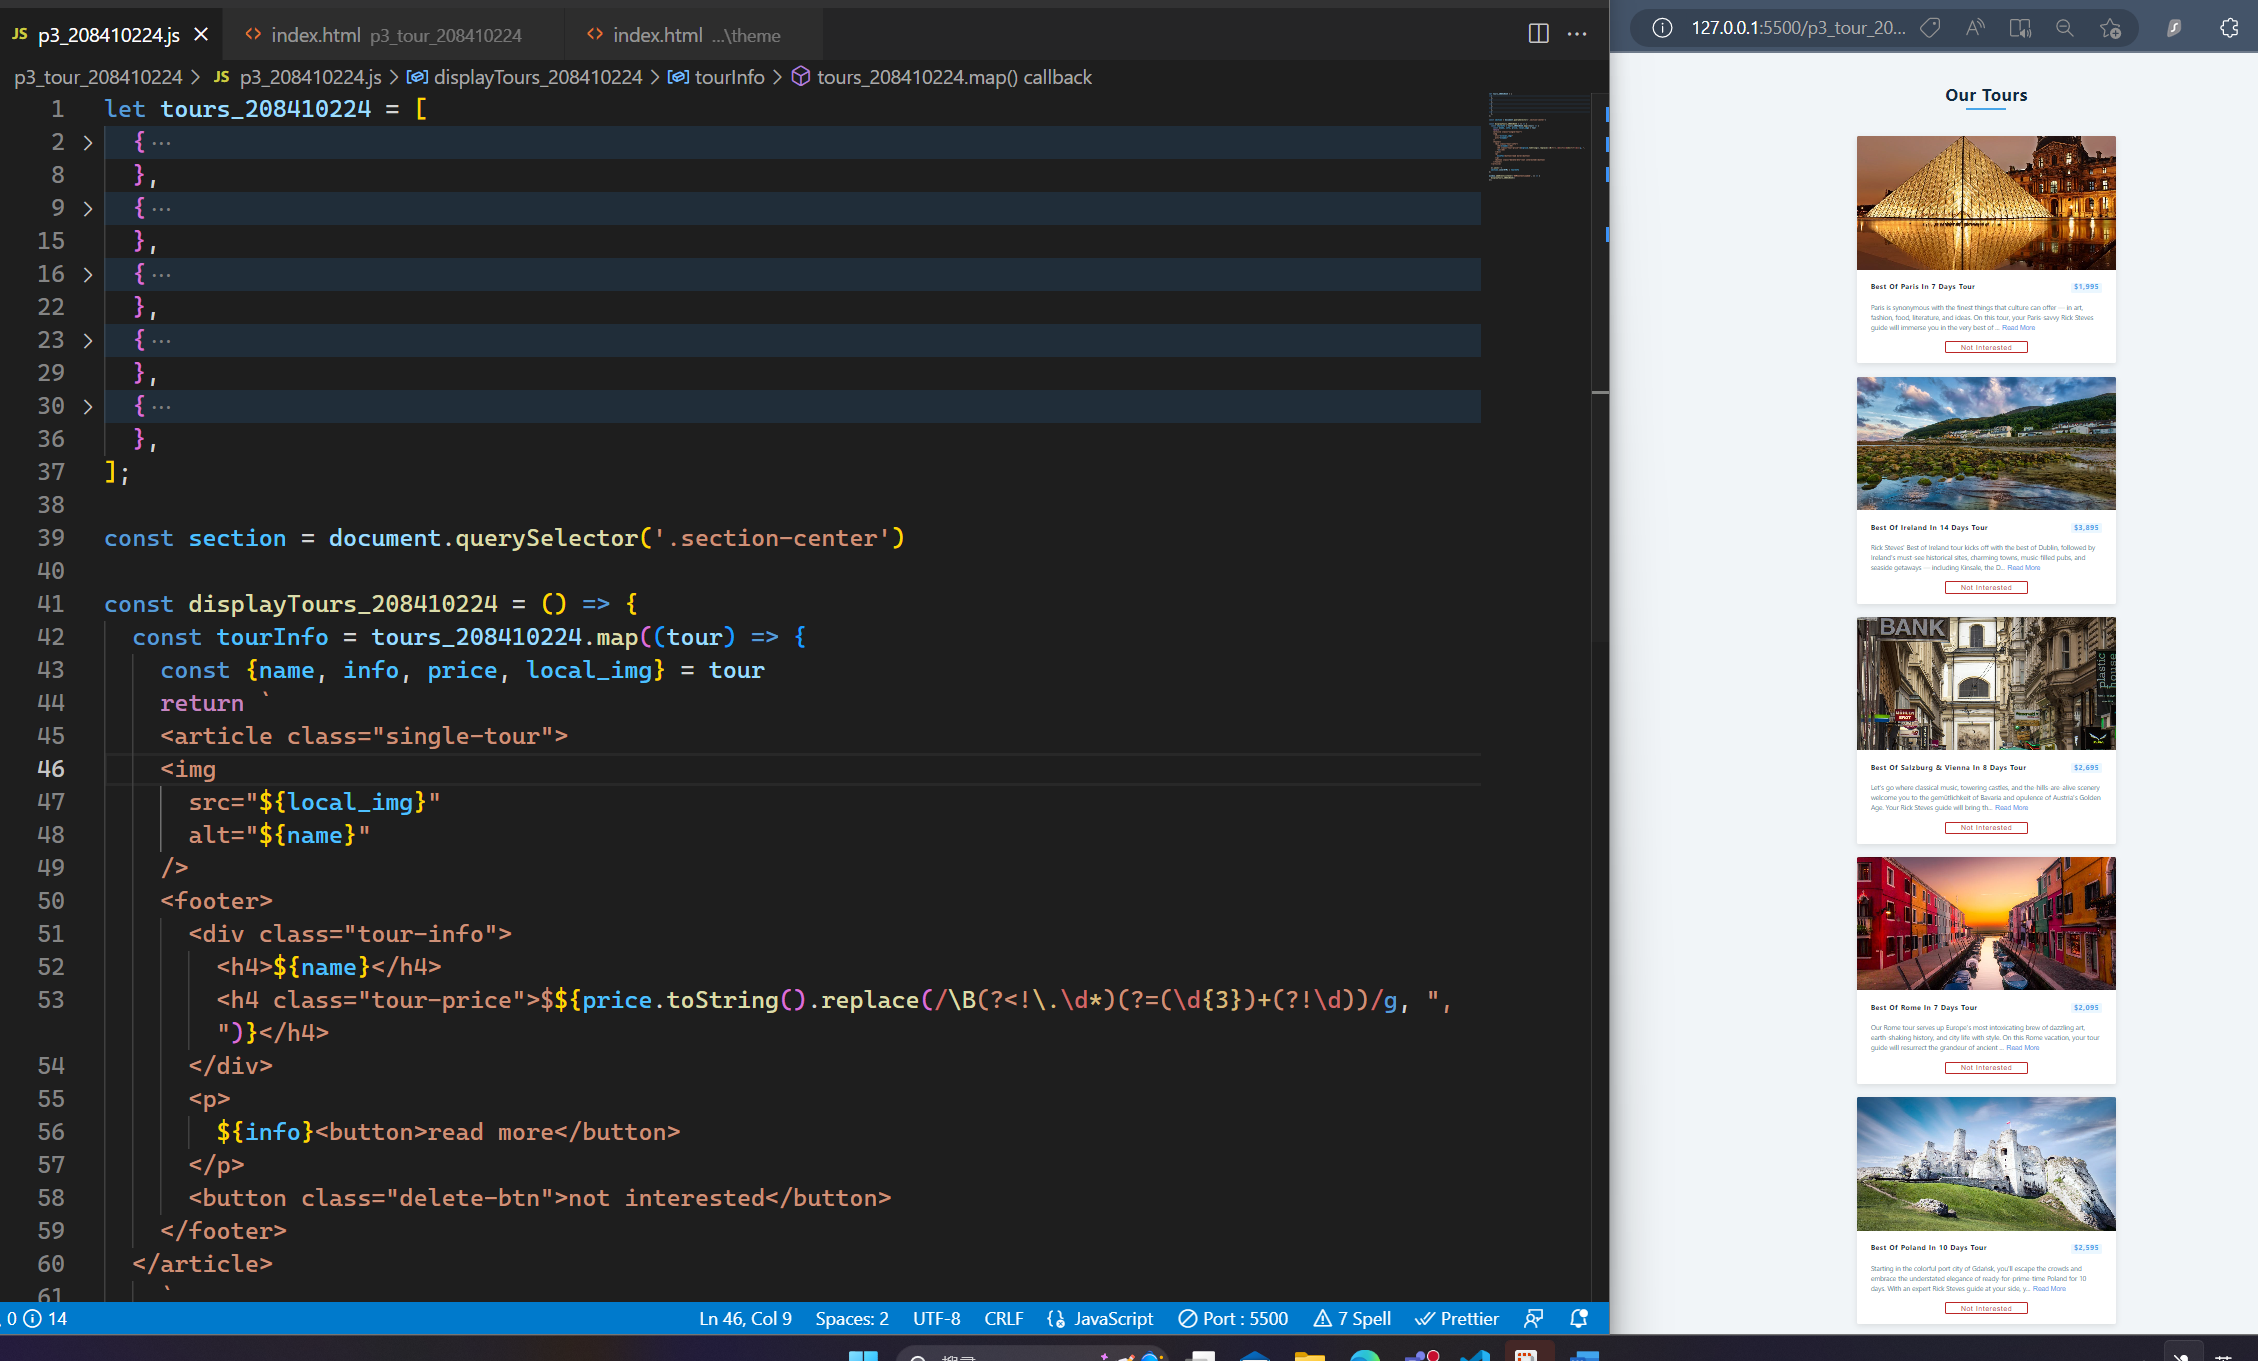 JS p3_208410224.js
index.html p3_tour_208410224
index.html ...\theme
p3_tour_208410224 > JS p3_208410224.js > displayTours_208410224 > tourInfo > tours_208410224.map() callback
1 let tours_208410224 = [
2 { ...
8 },
9 { ...
15 },
16 { ...
22 },
23 { ...
29 },
30 { ...
36 },
37 ];
38
39 const section = document.querySelector('.section-center')
40
41 const displayTours_208410224 = () => {
42 const tourInfo = tours_208410224.map((tour) => {
43 const {name, info, price, local_img} = tour
44 return `
45 <article class="single-tour">
46 <img
47 src="${local_img}"
48 alt="${name}"
49 />
50 <footer>
51 <div class="tour-info">
52 <h4>${name}</h4>
53 <h4 class="tour-price">$${price.toString().replace(/\B(?<!\.\d*)(?=(\d{3})+(?!\d))/g, ",
")}</h4>
54 </div>
55 <p>
56 ${info}<button>read more</button>
57 </p>
58 <button class="delete-btn">not interested</button>
59 </footer>
60 </article>
61 `
0 14
Ln 46, Col 9
Spaces: 2
UTF-8
CRLF
JavaScript
Port : 5500
7 Spell
Prettier
127.0.0.1:5500/p3_tour_20...
Our Tours
Best Of Paris In 7 Days Tour
$1,995
Paris is synonymous with the finest things that culture can offer — in art,
fashion, food, literature, and ideas. On this tour, your Paris-savvy Rick Steves
guide will immerse you in the very best of ... Read More
Not Interested
Best Of Ireland In 14 Days Tour
$3,895
Rick Steves' Best of Ireland tour kicks off with the best of Dublin, followed by
Ireland's must-see historical sites, charming towns, music-filled pubs, and
seaside getaways — including Kinsale, the D... Read More
Not Interested
BANK
plastic
house
Best Of Salzburg & Vienna In 8 Days Tour
$2,695
Let's go where classical music, towering castles, and the-hills-are-alive scenery
welcome you to the gemütlichkeit of Bavaria and opulence of Austria's Golden
Age. Your Rick Steves guide will bring th... Read More
Not Interested
Best Of Rome In 7 Days Tour
$2,095
Our Rome tour serves up Europe's most intoxicating brew of dazzling art,
earth-shaking history, and city life with style. On this Rome vacation, your tour
guide will resurrect the grandeur of ancient ... Read More
Not Interested
Best Of Poland In 10 Days Tour
$2,595
Starting in the colorful port city of Gdańsk, you'll escape the crowds and
embrace the understated elegance of ready-for-prime-time Poland for 10
days. With an expert Rick Steves guide at your side, y... Read More
Not Interested